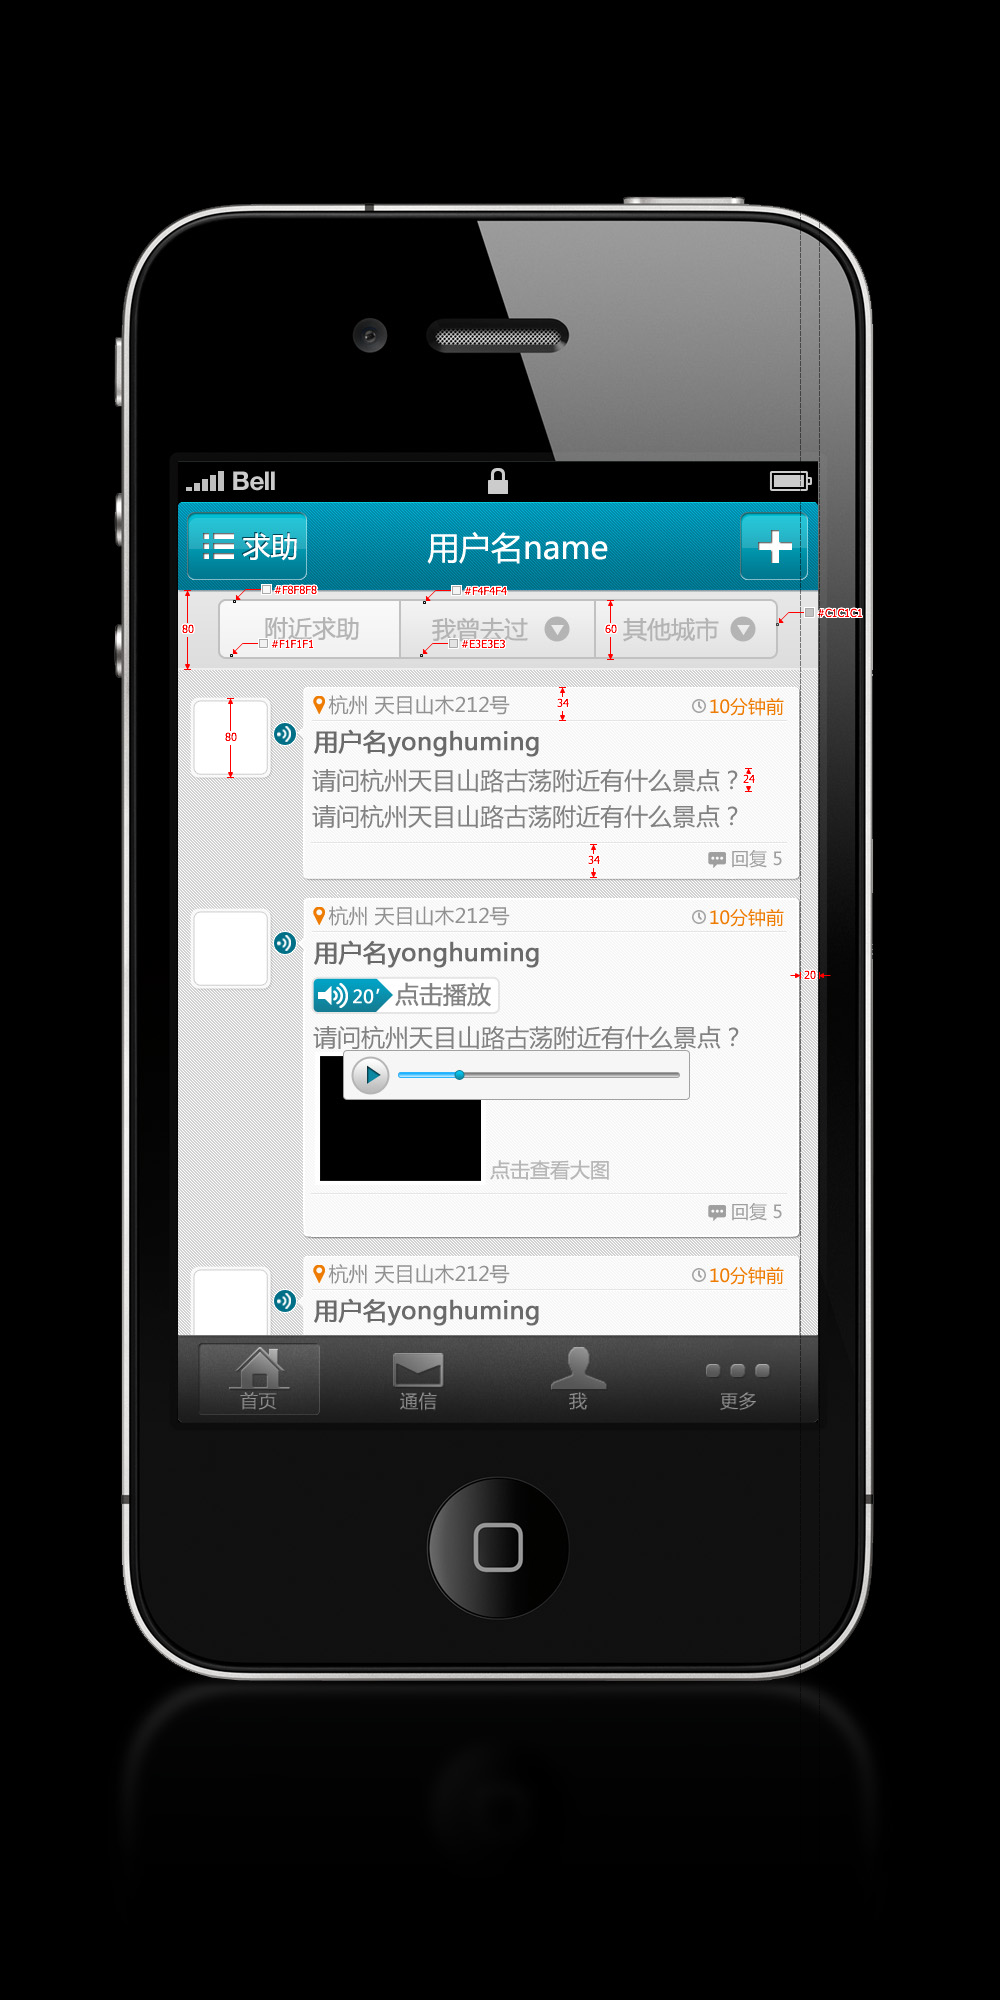 Bell
求助
用户名name
#F8F8F8
#F4F4F4
80
附近求助
我曾去过
60
其他城市
#C1C1C1
#F1F1F1
#E3E3E3
杭州 天目山木212号
34
10分钟前
80
用户名yonghuming
请问杭州天目山路古荡附近有什么景点？
24
请问杭州天目山路古荡附近有什么景点？
34
回复 5
杭州 天目山木212号
10分钟前
用户名yonghuming
20
20′
点击播放
请问杭州天目山路古荡附近有什么景点？
点击查看大图
回复 5
杭州 天目山木212号
10分钟前
用户名yonghuming
首页
通信
我
更多